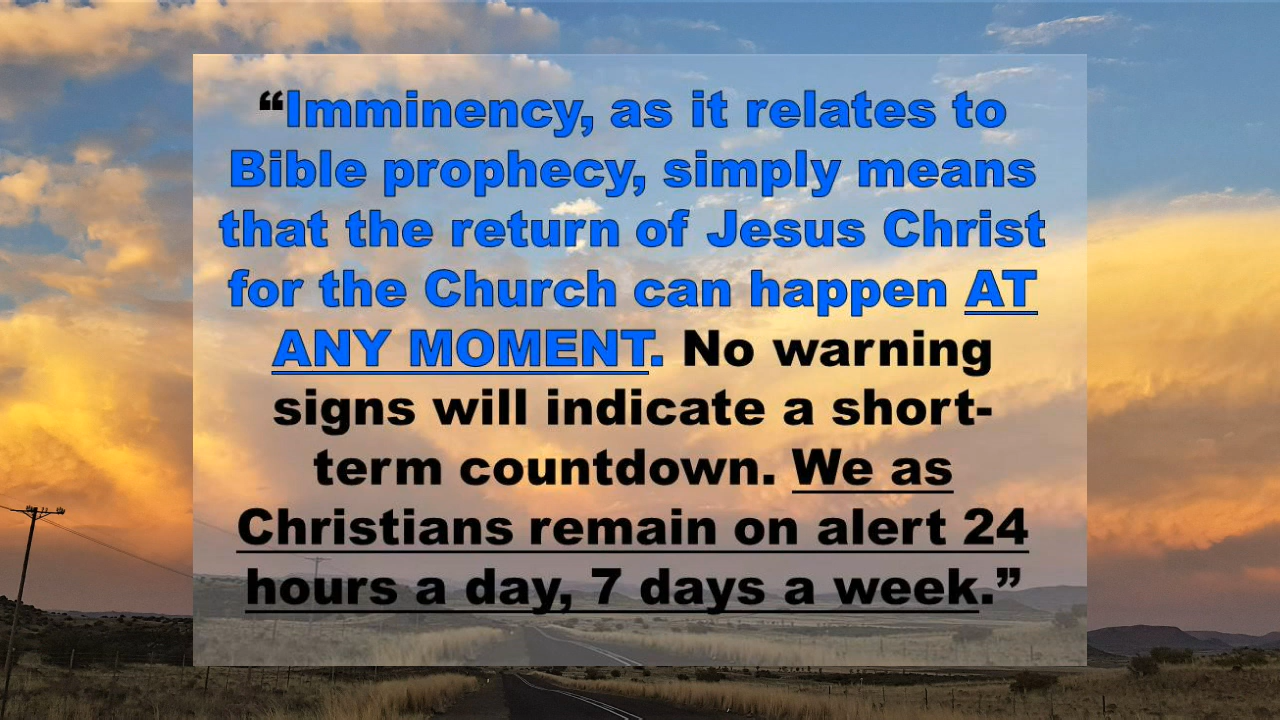 “Imminency, as it relates to
Bible prophecy, simply means
that the return of Jesus Christ
for the Church can happen AT
ANY MOMENT. No warning
signs will indicate a short-
term countdown. We as
Christians remain on alert 24
hours a day, 7 days a week.”